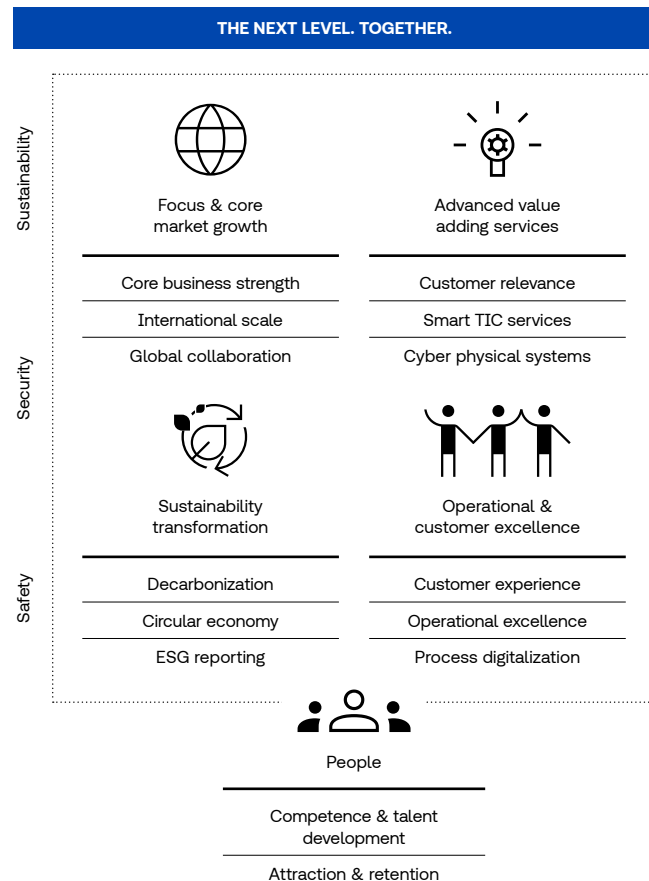 THE NEXT LEVEL. TOGETHER.
Sustainability
Security
Safety
Focus & core
market growth
Core business strength
International scale
Global collaboration
Advanced value
adding services
Customer relevance
Smart TIC services
Cyber physical systems
Sustainability
transformation
Decarbonization
Circular economy
ESG reporting
Operational &
customer excellence
Customer experience
Operational excellence
Process digitalization
People
Competence & talent
development
Attraction & retention